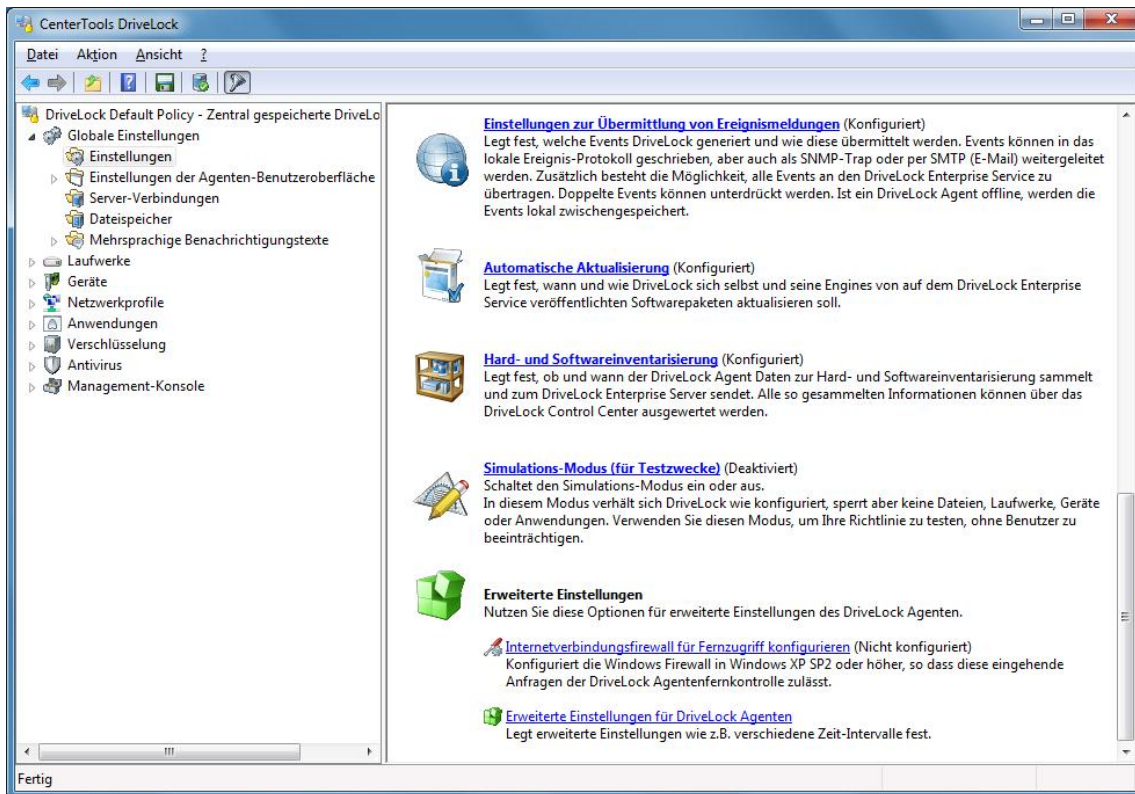 CenterTools DriveLock
Datei Aktion Ansicht ?
DriveLock Default Policy - Zentral gespeicherte DriveLo
Globale Einstellungen
Einstellungen
Einstellungen der Agenten-Benutzeroberfläche
Server-Verbindungen
Dateispeicher
Mehrsprachige Benachrichtigungstexte
Laufwerke
Geräte
Netzwerkprofile
Anwendungen
Verschlüsselung
Antivirus
Management-Konsole
Einstellungen zur Übermittlung von Ereignismeldungen (Konfiguriert)
Legt fest, welche Events DriveLock generiert und wie diese übermittelt werden. Events können in das
lokale Ereignis-Protokoll geschrieben, aber auch als SNMP-Trap oder per SMTP (E-Mail) weitergeleitet
werden. Zusätzlich besteht die Möglichkeit, alle Events an den DriveLock Enterprise Service zu
übertragen. Doppelte Events können unterdrückt werden. Ist ein DriveLock Agent offline, werden die
Events lokal zwischengespeichert.
Automatische Aktualisierung (Konfiguriert)
Legt fest, wann und wie DriveLock sich selbst und seine Engines von auf dem DriveLock Enterprise
Service veröffentlichten Softwarepaketen aktualisieren soll.
Hard- und Softwareinventarisierung (Konfiguriert)
Legt fest, ob und wann der DriveLock Agent Daten zur Hard- und Softwareinventarisierung sammelt
und zum DriveLock Enterprise Server sendet. Alle so gesammelten Informationen können über das
DriveLock Control Center ausgewertet werden.
Simulations-Modus (für Testzwecke) (Deaktiviert)
Schaltet den Simulations-Modus ein oder aus.
In diesem Modus verhält sich DriveLock wie konfiguriert, sperrt aber keine Dateien, Laufwerke, Geräte
oder Anwendungen. Verwenden Sie diesen Modus, um Ihre Richtlinie zu testen, ohne Benutzer zu
beeinträchtigen.
Erweiterte Einstellungen
Nutzen Sie diese Optionen für erweiterte Einstellungen des DriveLock Agenten.
Internetverbindungsfirewall für Fernzugriff konfigurieren (Nicht konfiguriert)
Konfiguriert die Windows Firewall in Windows XP SP2 oder höher, so dass diese eingehende
Anfragen der DriveLock Agentenfernkontrolle zulässt.
Erweiterte Einstellungen für DriveLock Agenten
Legt erweiterte Einstellungen wie z.B. verschiedene Zeit-Intervalle fest.
Fertig